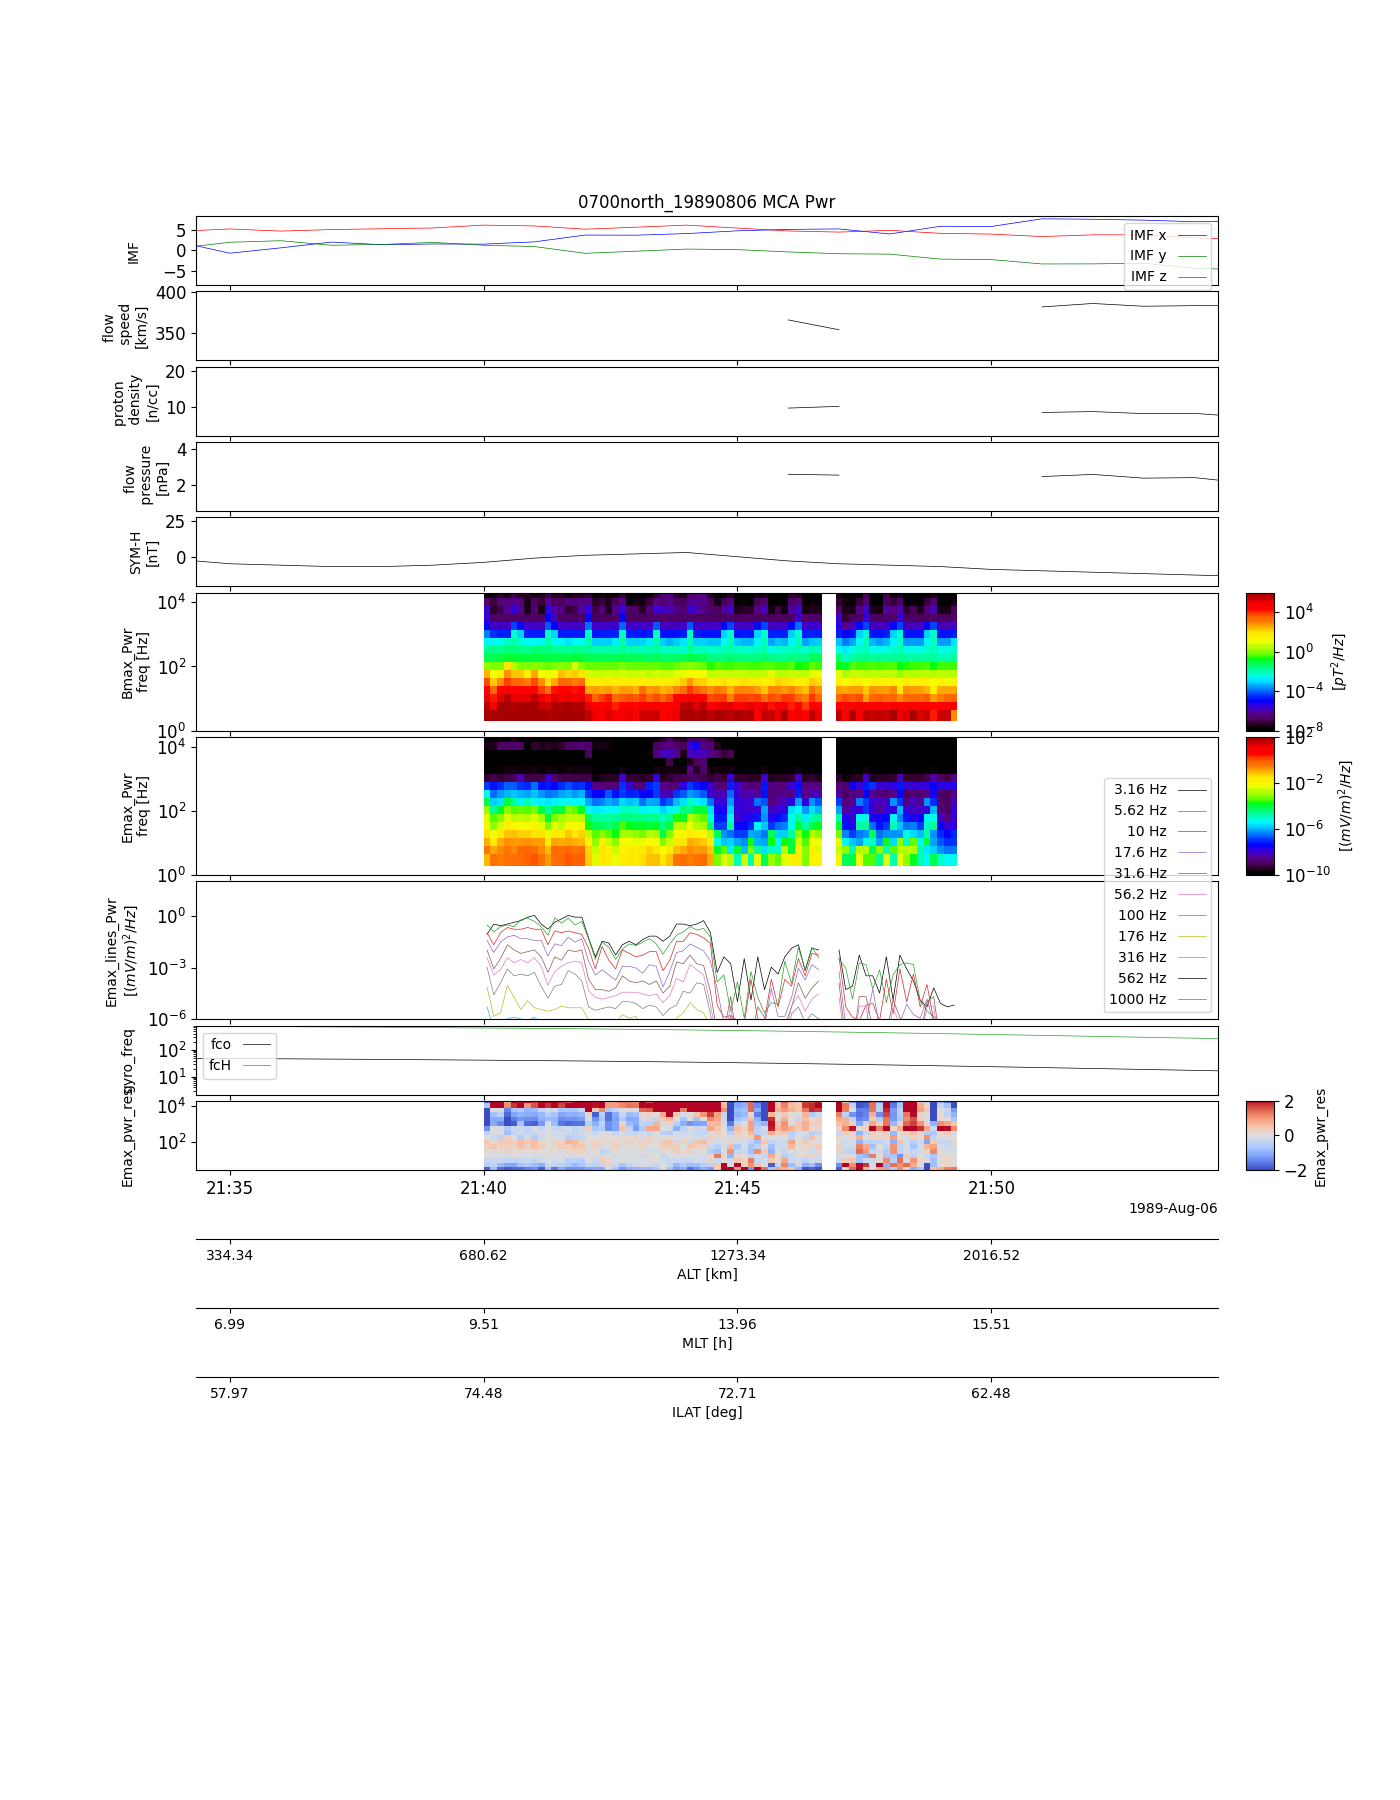 0700north_19890806 MCA Pwr
IMF
5
0
−5
IMF x
IMF y
IMF z
flow
speed
[km/s]
400
350
proton
density
[n/cc]
20
10
flow
pressure
[nPa]
4
2
SYM-H
[nT]
25
0
Bmax_Pwr
freq [Hz]
10^4
10^2
10^0
10^4
10^0
10^−4
10^−8
[pT^2/Hz]
Emax_Pwr
freq [Hz]
10^4
10^2
10^0
10^2
10^−2
10^−6
10^−10
[(mV/m)^2/Hz]
3.16 Hz
5.62 Hz
10 Hz
17.6 Hz
31.6 Hz
56.2 Hz
100 Hz
176 Hz
316 Hz
562 Hz
1000 Hz
Emax_lines_Pwr
[(mV/m)^2/Hz]
10^0
10^−3
10^−6
gyro_freq
10^2
10^1
fco
fcH
Emax_pwr_res
10^4
10^2
2
0
−2
Emax_pwr_res
21:35 21:40 21:45 21:50
1989-Aug-06
334.34 680.62 1273.34 2016.52
ALT [km]
6.99 9.51 13.96 15.51
MLT [h]
57.97 74.48 72.71 62.48
ILAT [deg]